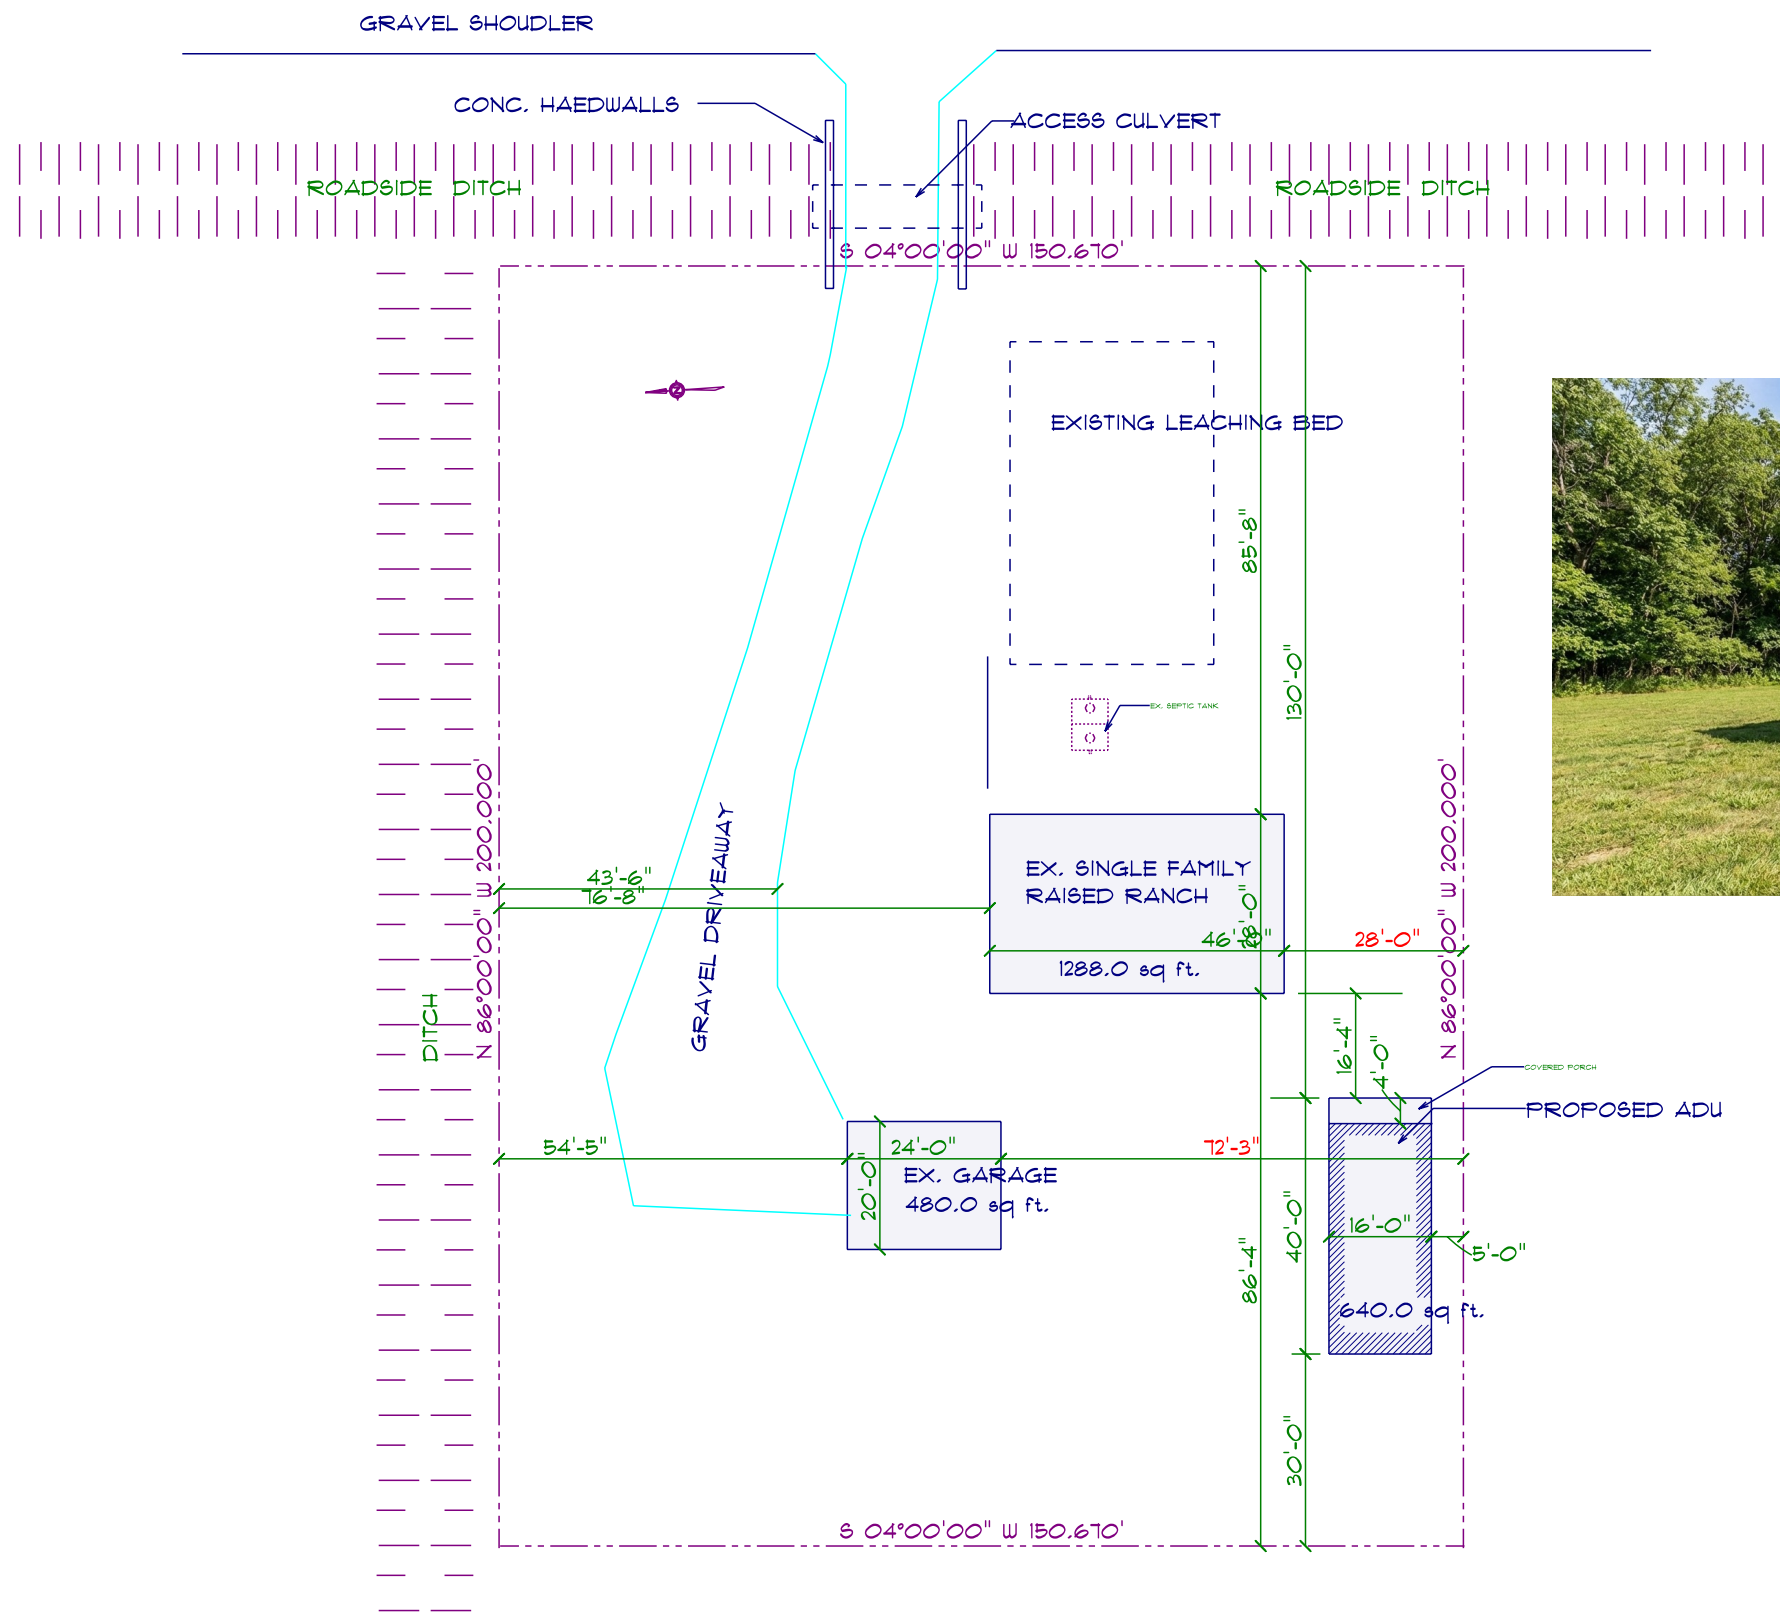 GRAVEL SHOUDLER
CONC. HAEDWALLS
ACCESS CULVERT
ROADSIDE DITCH
ROADSIDE DITCH
S 04°00'00" W 150.670'
EXISTING LEACHING BED
85'-8"
130'-0"
EX. SEPTIC TANK
N 86°00'00" W 200.000'
N 86°00'00" W 200.000'
GRAVEL DRIVEAWAY
43'-6"
76'-8"
EX. SINGLE FAMILY
RAISED RANCH
28'-0"
46'-0"
28'-0"
1288.0 sq ft.
DITCH
16'-4"
4'-0"
COVERED PORCH
PROPOSED ADU
54'-5"
24'-0"
72'-3"
20'-0"
EX. GARAGE
480.0 sq ft.
86'-4"
40'-0"
16'-0"
5'-0"
640.0 sq ft.
30'-0"
S 04°00'00" W 150.670'
N